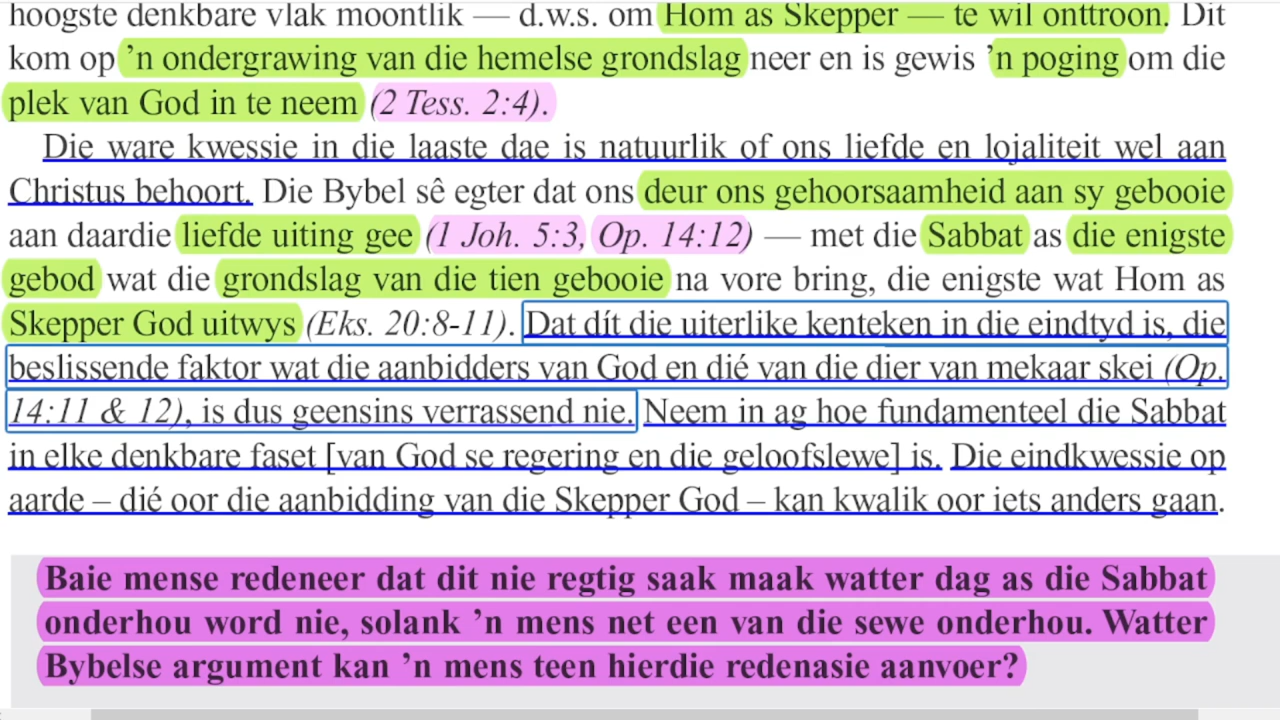 hoogste denkbare vlak moontlik — d.w.s. om Hom as Skepper — te wil onttroon. Dit
kom op ’n ondergrawing van die hemelse grondslag neer en is gewis ’n poging om die
plek van God in te neem (2 Tess. 2:4).
Die ware kwessie in die laaste dae is natuurlik of ons liefde en lojaliteit wel aan
Christus behoort. Die Bybel sê egter dat ons deur ons gehoorsaamheid aan sy gebooie
aan daardie liefde uiting gee (1 Joh. 5:3, Op. 14:12) — met die Sabbat as die enigste
gebod wat die grondslag van die tien gebooie na vore bring, die enigste wat Hom as
Skepper God uitwys (Eks. 20:8-11). Dat dít die uiterlike kenteken in die eindtyd is, die
beslissende faktor wat die aanbidders van God en dié van die dier van mekaar skei (Op.
14:11 & 12), is dus geensins verrassend nie. Neem in ag hoe fundamenteel die Sabbat
in elke denkbare faset [van God se regering en die geloofslewe] is. Die eindkwessie op
aarde – dié oor die aanbidding van die Skepper God – kan kwalik oor iets anders gaan.
Baie mense redeneer dat dit nie regtig saak maak watter dag as die Sabbat
onderhou word nie, solank ’n mens net een van die sewe onderhou. Watter
Bybelse argument kan ’n mens teen hierdie redenasie aanvoer?